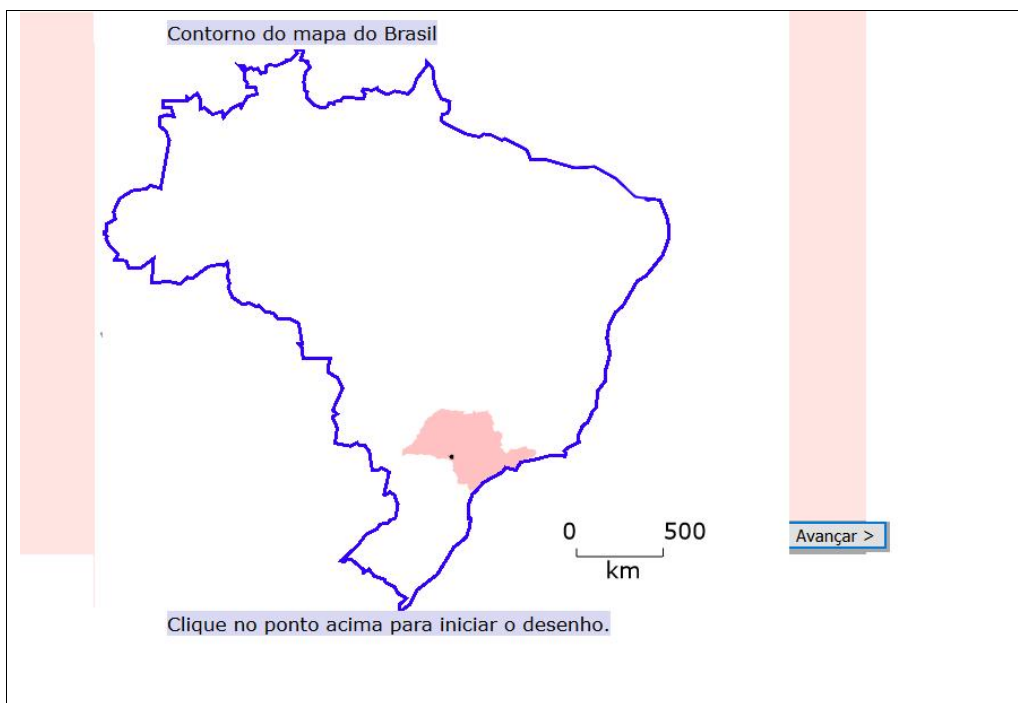 Contorno do mapa do Brasil
0 500
km
Avançar >
Clique no ponto acima para iniciar o desenho.